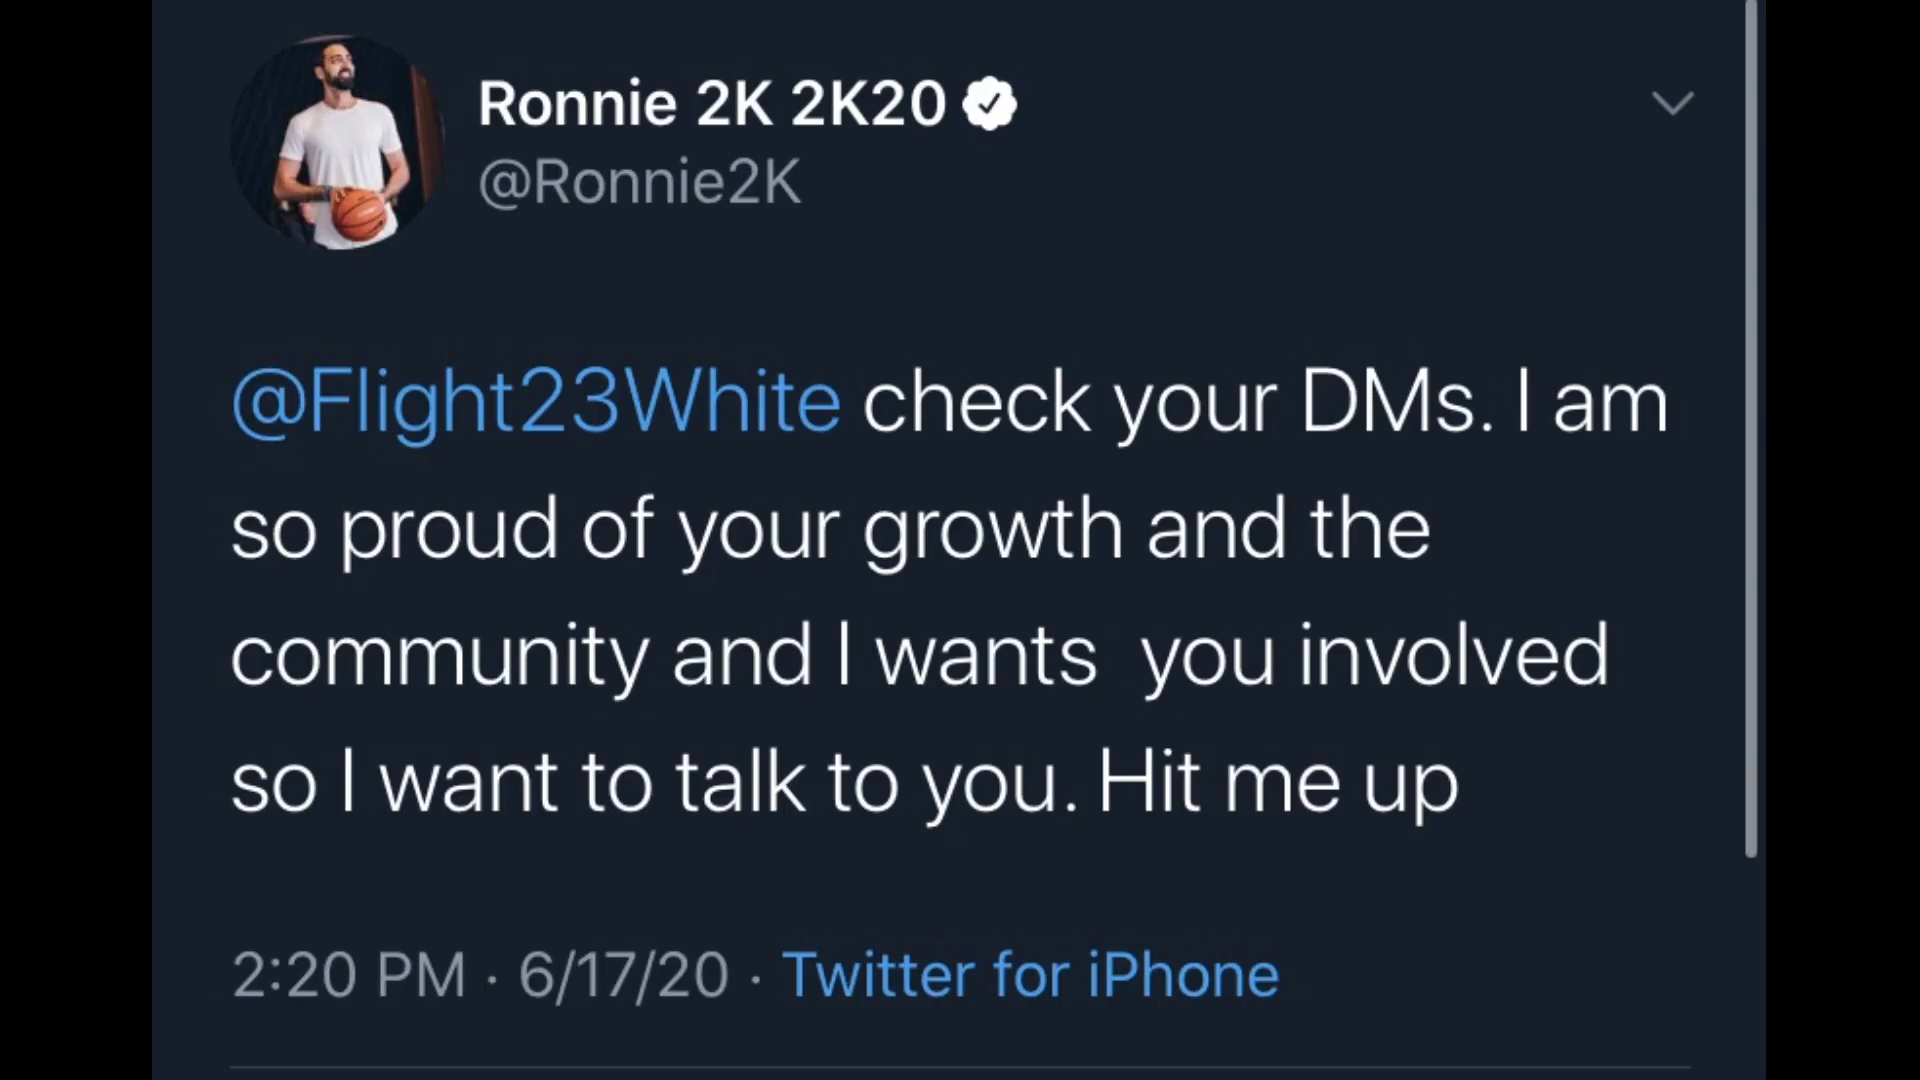 Ronnie 2K 2K20
@Ronnie2K
@Flight23White check your DMs. I am
so proud of your growth and the
community and I wants  you involved
so I want to talk to you. Hit me up
2:20 PM · 6/17/20 · Twitter for iPhone